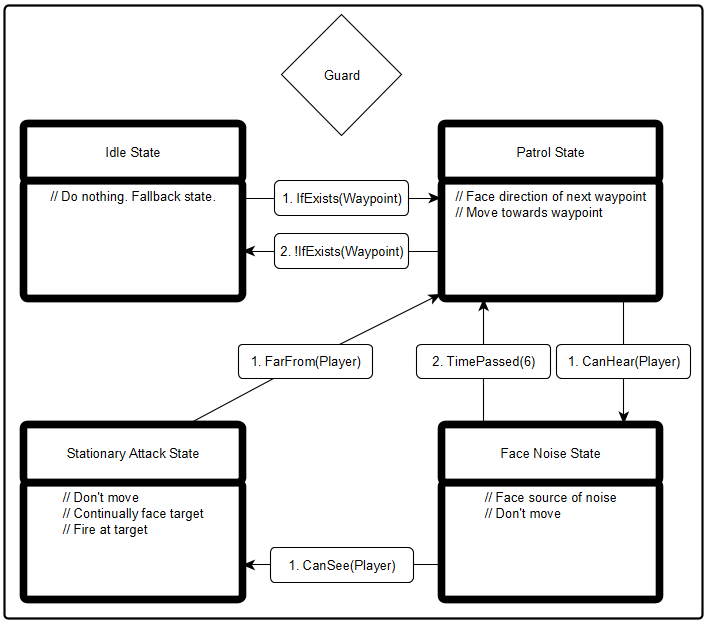 Guard
Idle State
// Do nothing. Fallback state.
1. IfExists(Waypoint)
2. !IfExists(Waypoint)
Patrol State
// Face direction of next waypoint
// Move towards waypoint
1. FarFrom(Player)
2. TimePassed(6)
1. CanHear(Player)
Stationary Attack State
// Don't move
// Continually face target
// Fire at target
1. CanSee(Player)
Face Noise State
// Face source of noise
// Don't move